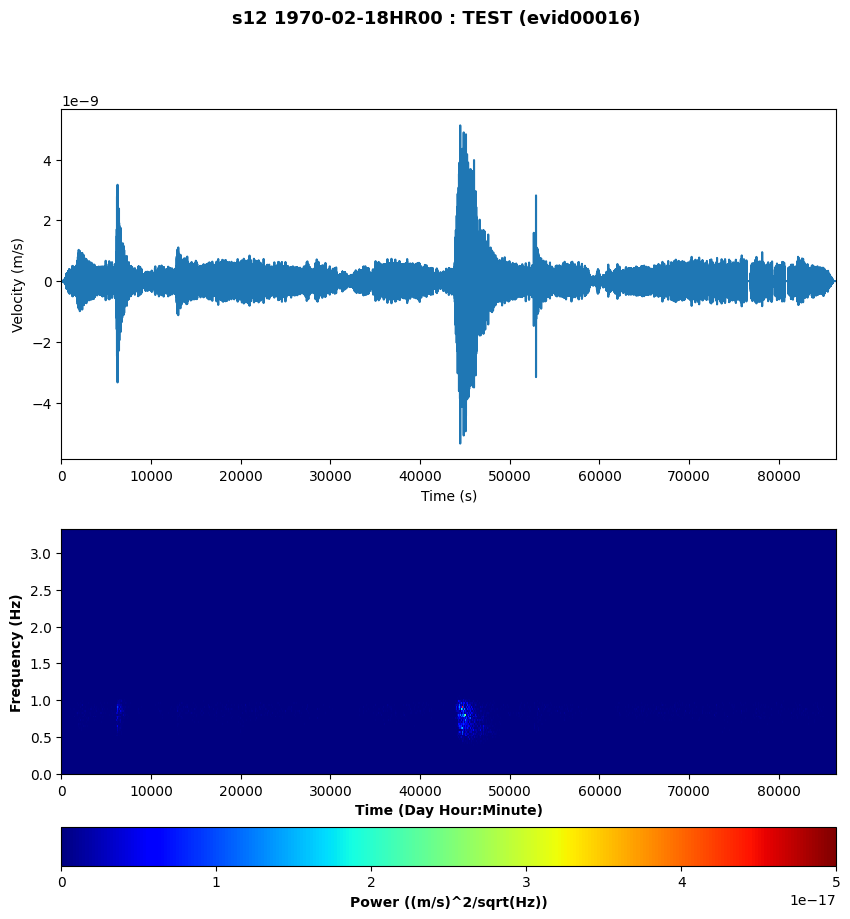 s12 1970-02-18HR00 : TEST (evid00016)
1e−9
4
2
0
−2
−4
Velocity (m/s)
0 10000 20000 30000 40000 50000 60000 70000 80000
Time (s)
3.0
2.5
2.0
1.5
1.0
0.5
0.0
Frequency (Hz)
0 10000 20000 30000 40000 50000 60000 70000 80000
Time (Day Hour:Minute)
0 1 2 3 4 5
1e−17
Power ((m/s)^2/sqrt(Hz))